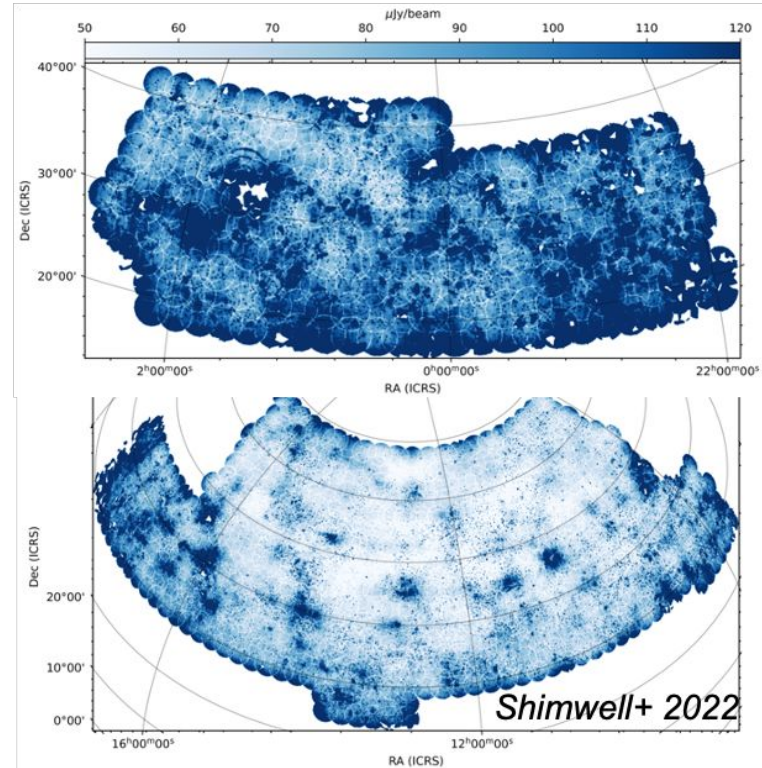 μJy/beam
50 60 70 80 90 100 110 120
40°00'
30°00'
20°00'
Dec (ICRS)
2ʰ00ᵐ00ˢ 0ʰ00ᵐ00ˢ 22ʰ00ᵐ00ˢ
RA (ICRS)
Dec (ICRS)
20°00'
10°00'
0°00'
Shimwell+ 2022
16ʰ00ᵐ00ˢ 12ʰ00ᵐ00ˢ
RA (ICRS)